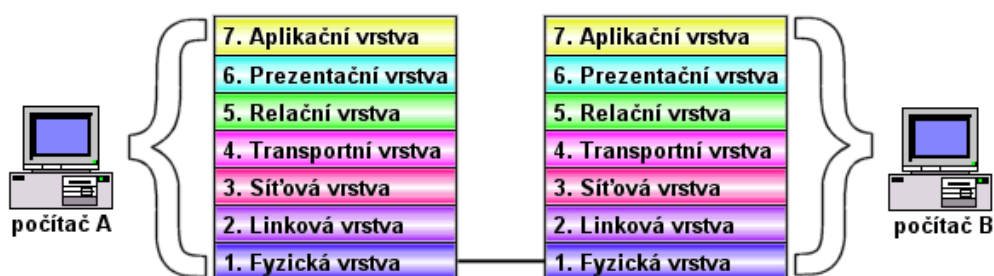 7. Aplikační vrstva
6. Prezentační vrstva
5. Relační vrstva
4. Transportní vrstva
3. Síťová vrstva
2. Linková vrstva
1. Fyzická vrstva
počítač A
7. Aplikační vrstva
6. Prezentační vrstva
5. Relační vrstva
4. Transportní vrstva
3. Síťová vrstva
2. Linková vrstva
1. Fyzická vrstva
počítač B